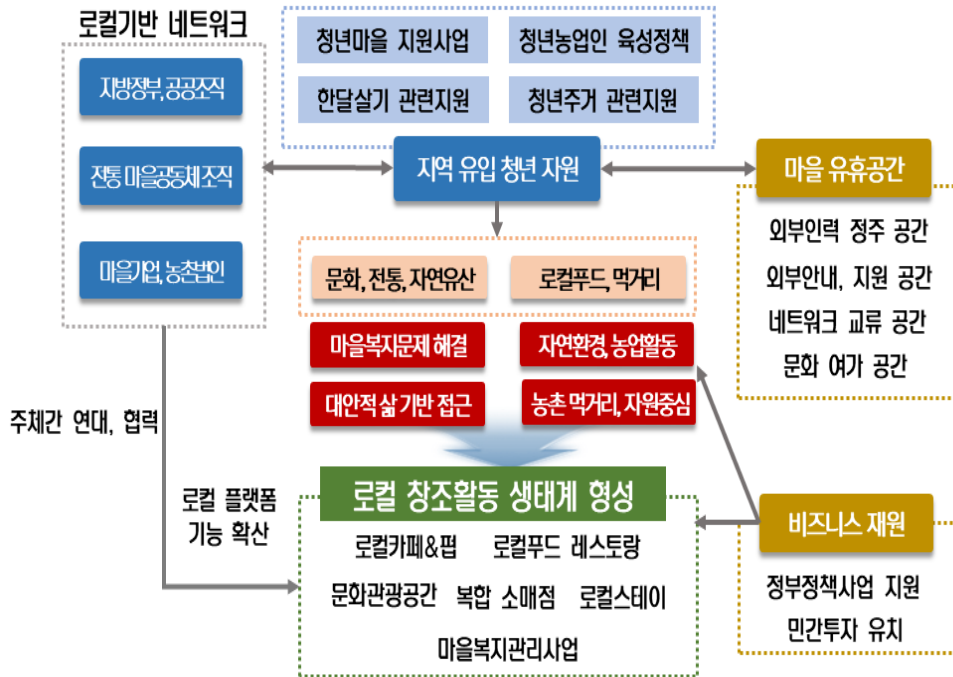 로컬기반 네트워크
지방정부, 공공조직
전통 마을공동체 조직
마을기업, 농촌법인
청년마을 지원사업
청년농업인 육성정책
한달살기 관련지원
청년주거 관련지원
지역 유입 청년 자원
마을 유휴공간
외부인력 정주 공간
외부안내, 지원 공간
네트워크 교류 공간
문화 여가 공간
문화, 전통, 자연유산
로컬푸드, 먹거리
마을복지문제 해결
자연환경, 농업활동
대안적 삶 기반 접근
농촌 먹거리, 자원중심
주체간 연대, 협력
로컬 플랫폼
기능 확산
로컬 창조활동 생태계 형성
로컬카페&펍
로컬푸드 레스토랑
문화관광공간
복합 소매점
로컬스테이
마을복지관리사업
비즈니스 재원
정부정책사업 지원
민간투자 유치